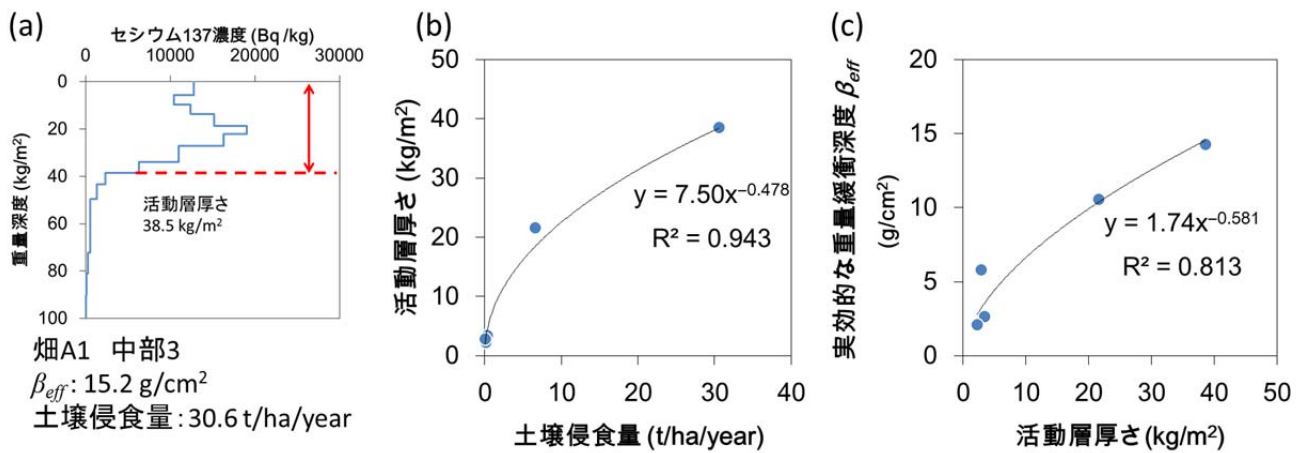 (a)
セシウム137濃度 (Bq /kg)
0 10000 20000 30000
重量深度 (kg/m²)
0
20
40
60
80
100
活動層厚さ
38.5 kg/m²
畑A1 中部3
βeff : 15.2 g/cm²
土壌侵食量 : 30.6 t/ha/year
(b)
活動層厚さ (kg/m²)
50
40
30
20
10
0
y = 7.50x⁻⁰·⁴⁷⁸
R² = 0.943
0 10 20 30 40
土壌侵食量 (t/ha/year)
(c)
実効的な重量緩衝深度 βeff
(g/cm²)
20
15
10
5
0
y = 1.74x⁻⁰·⁵⁸¹
R² = 0.813
0 10 20 30 40 50
活動層厚さ (kg/m²)